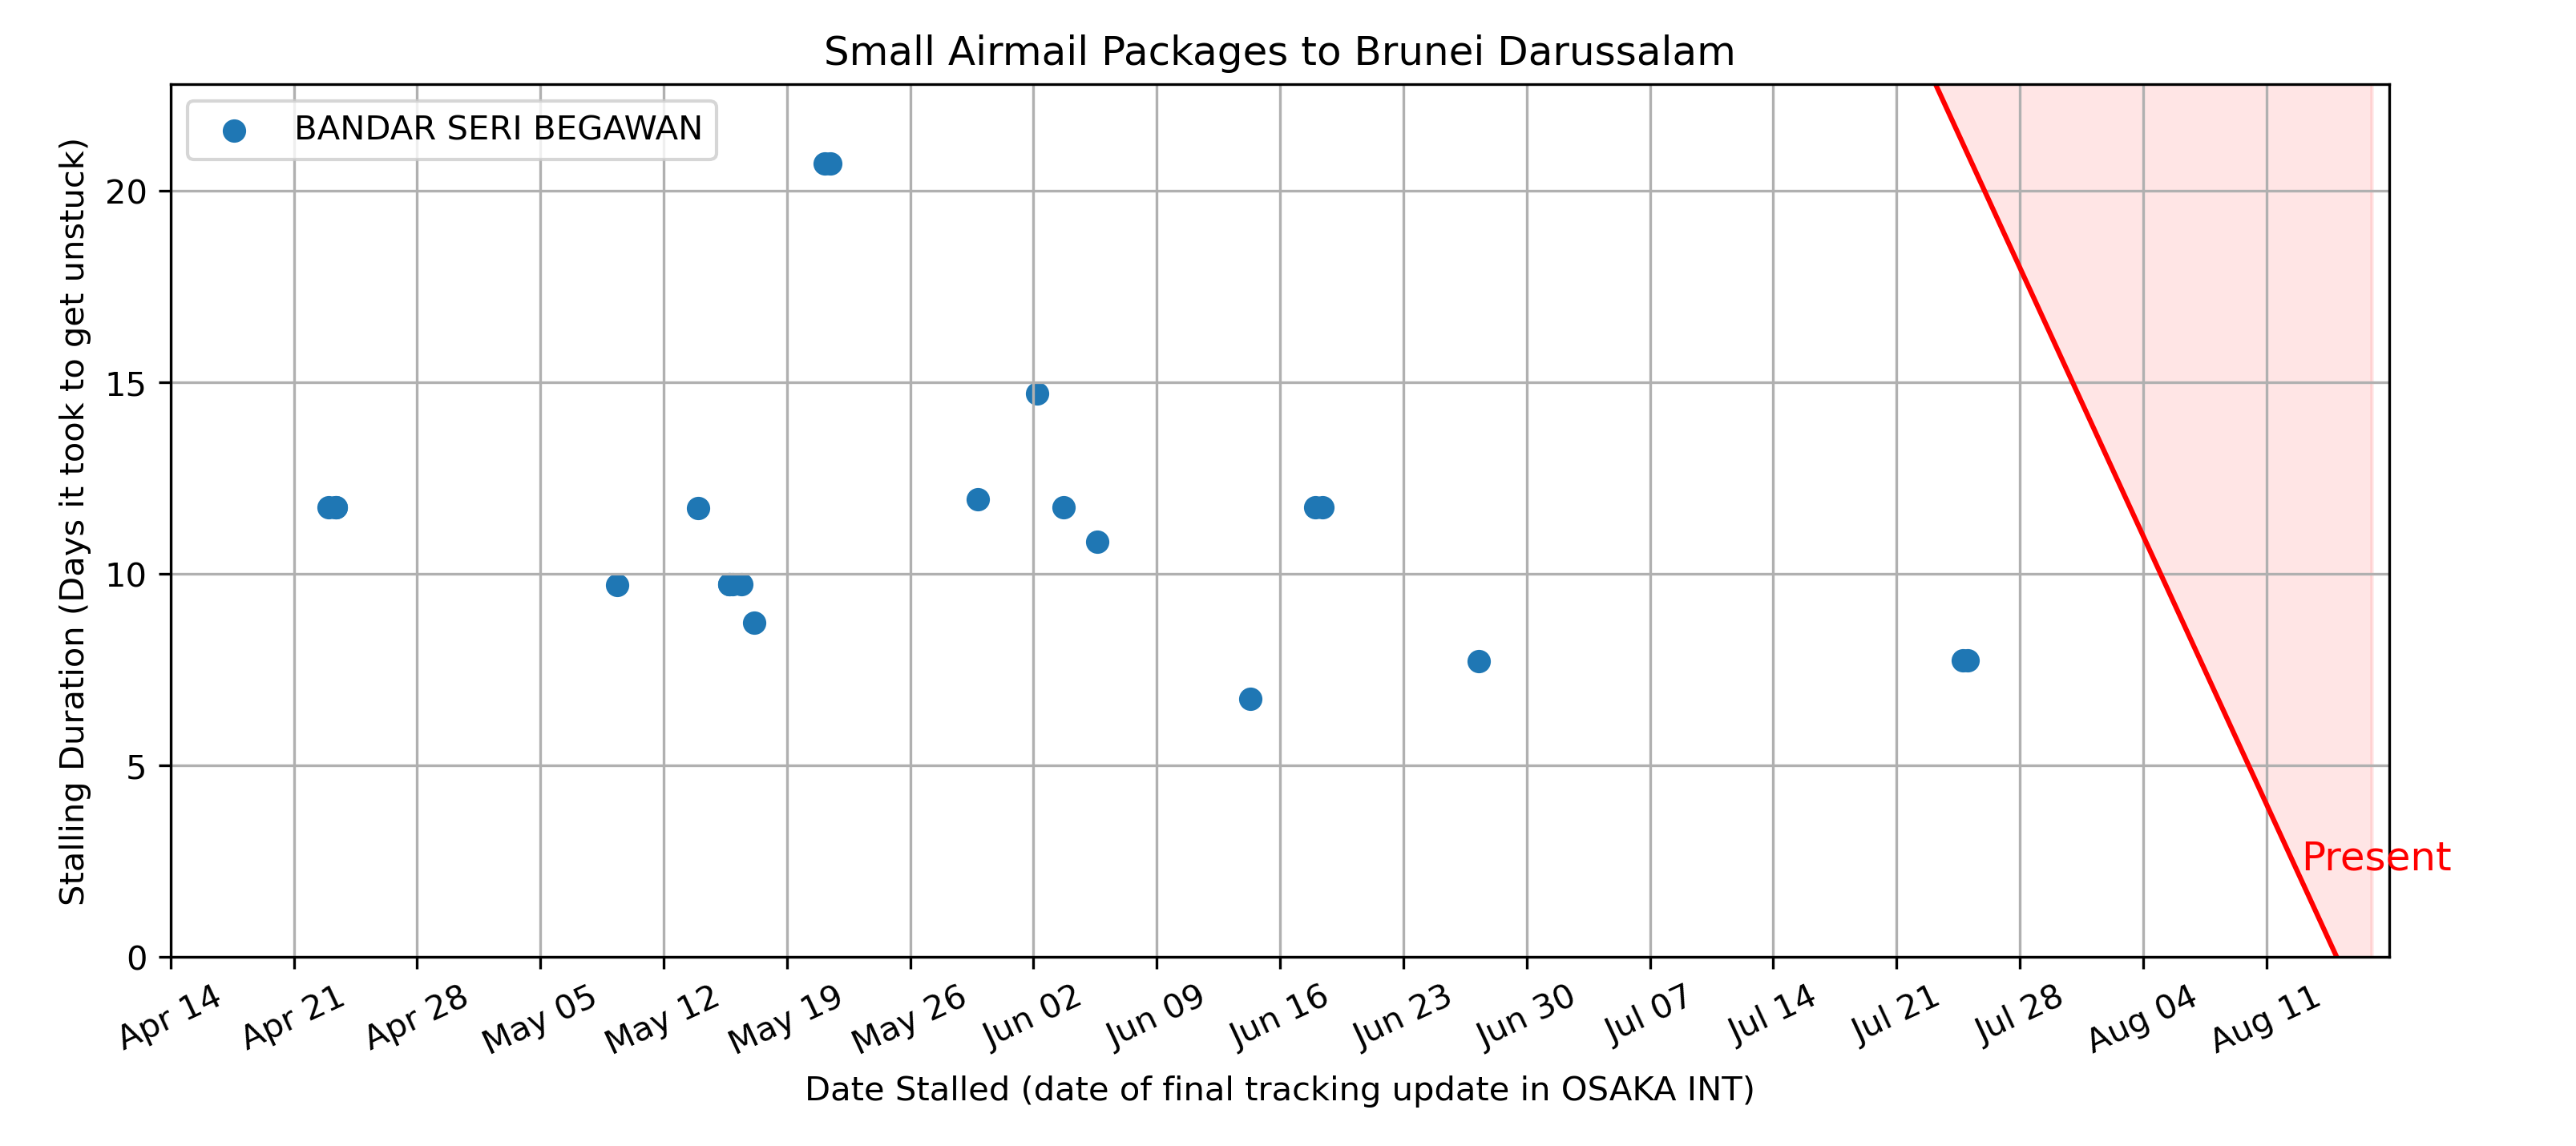 Small Airmail Packages to Brunei Darussalam
BANDAR SERI BEGAWAN
Stalling Duration (Days it took to get unstuck)
20
15
10
5
0
Present
Apr 14
Apr 21
Apr 28
May 05
May 12
May 19
May 26
Jun 02
Jun 09
Jun 16
Jun 23
Jun 30
Jul 07
Jul 14
Jul 21
Jul 28
Aug 04
Aug 11
Date Stalled (date of final tracking update in OSAKA INT)